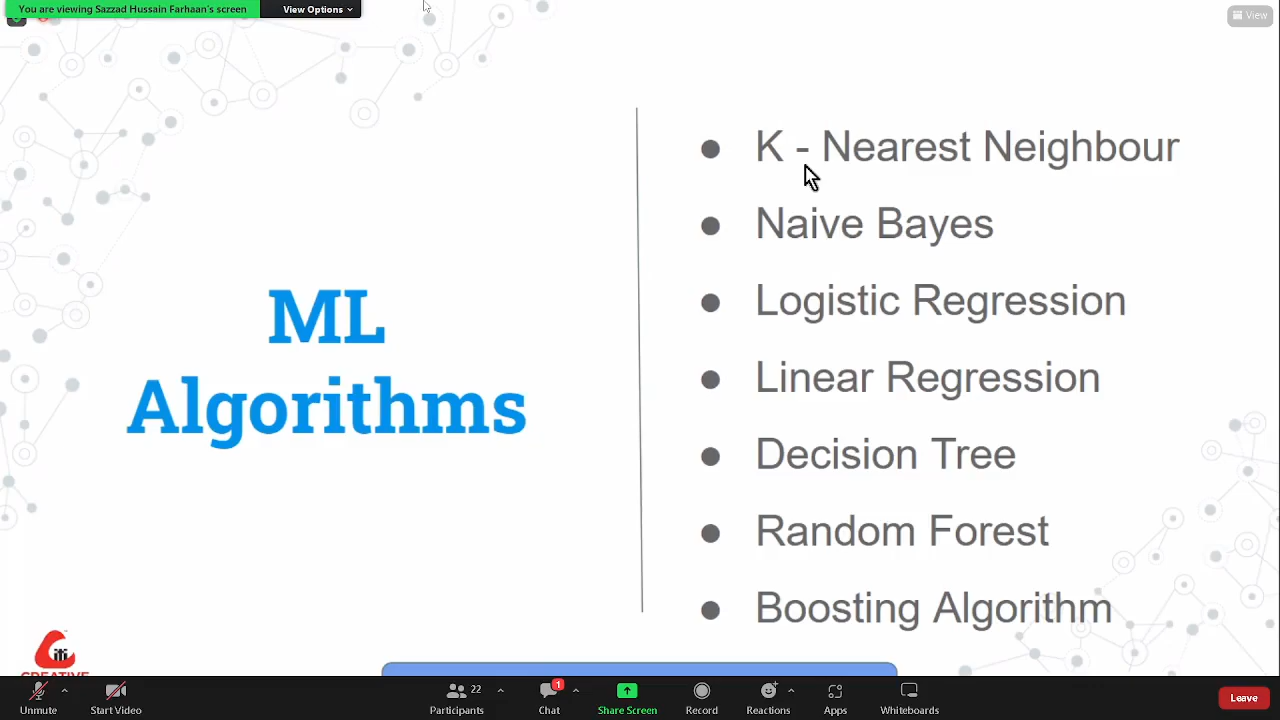 You are viewing Sazzad Hussain Farhaan's screen
View Options
View
ML
Algorithms
K - Nearest Neighbour
Naive Bayes
Logistic Regression
Linear Regression
Decision Tree
Random Forest
Boosting Algorithm
CREATIVE
Unmute
Start Video
22
Participants
1
Chat
Share Screen
Record
Reactions
Apps
Whiteboards
Leave